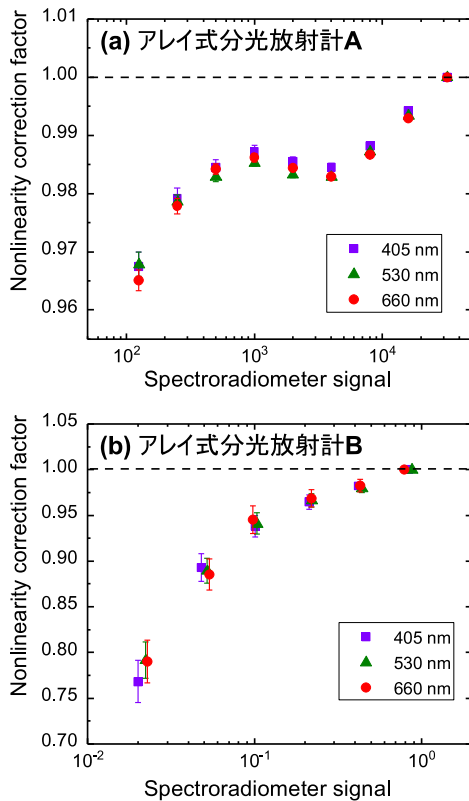 (a) アレイ式分光放射計A
Nonlinearity correction factor
1.01
1.00
0.99
0.98
0.97
0.96
405 nm
530 nm
660 nm
10²
10³
10⁴
Spectroradiometer signal
(b) アレイ式分光放射計B
Nonlinearity correction factor
1.05
1.00
0.95
0.90
0.85
0.80
0.75
0.70
405 nm
530 nm
660 nm
10⁻²
10⁻¹
10⁰
Spectroradiometer signal